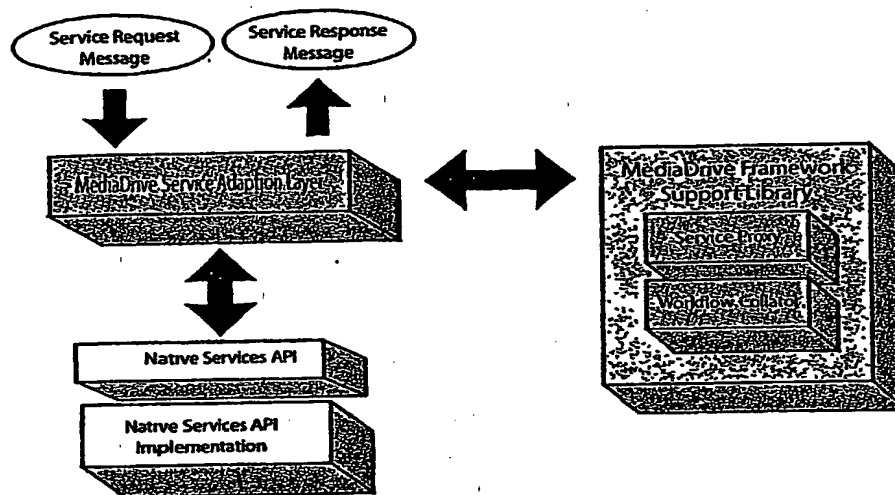 Service Request
Message
Service Response
Message
MediaDrive Service Adaption Layer
MediaDrive Framework
Support Library
Service Proxy
Workflow Collator
Native Services API
Native Services API
Implementation